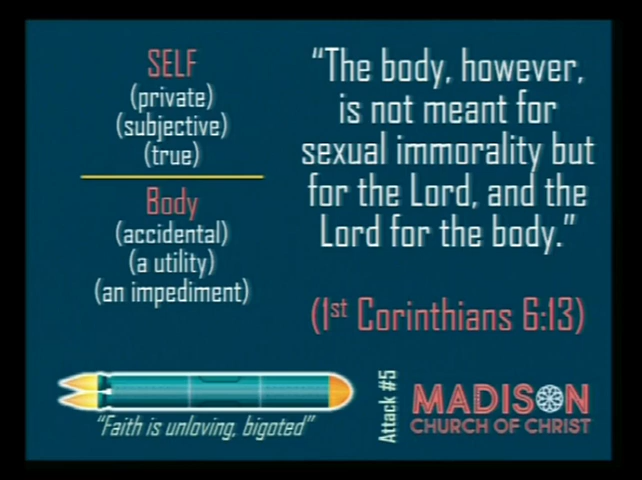 SELF
(private)
(subjective)
(true)
Body
(accidental)
(a utility)
(an impediment)
“The body, however,
is not meant for
sexual immorality but
for the Lord, and the
Lord for the body.”
(1st Corinthians 6:13)
"Faith is unloving, bigoted"
Attack #5
MADISON
CHURCH OF CHRIST